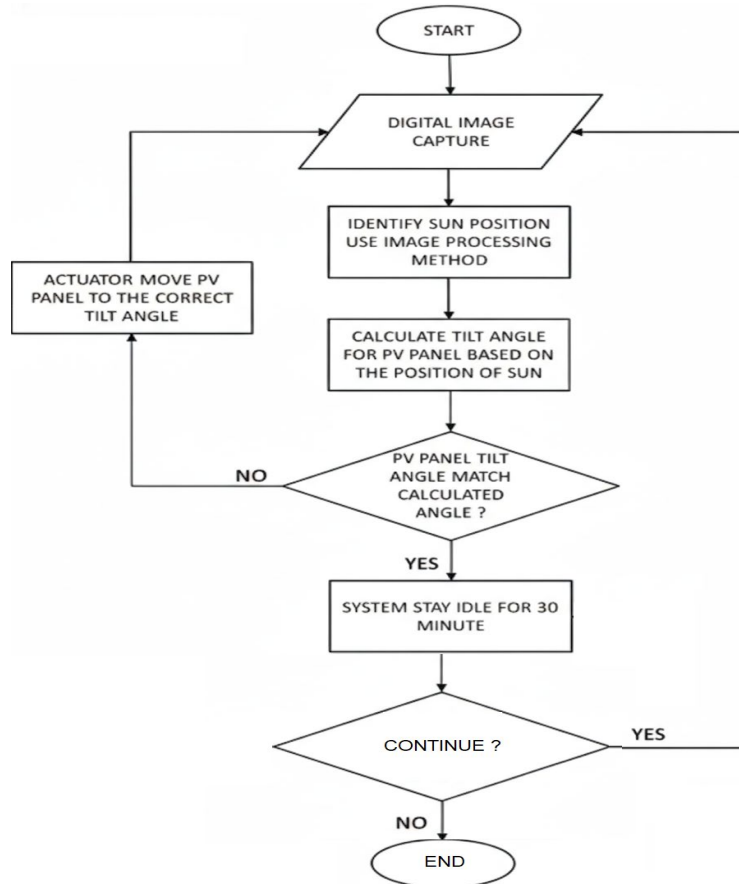 START
DIGITAL IMAGE
CAPTURE
IDENTIFY SUN POSITION
USE IMAGE PROCESSING
METHOD
ACTUATOR MOVE PV
PANEL TO THE CORRECT
TILT ANGLE
CALCULATE TILT ANGLE
FOR PV PANEL BASED ON
THE POSITION OF SUN
PV PANEL TILT
ANGLE MATCH
CALCULATED
ANGLE ?
NO
YES
SYSTEM STAY IDLE FOR 30
MINUTE
CONTINUE ?
YES
NO
END